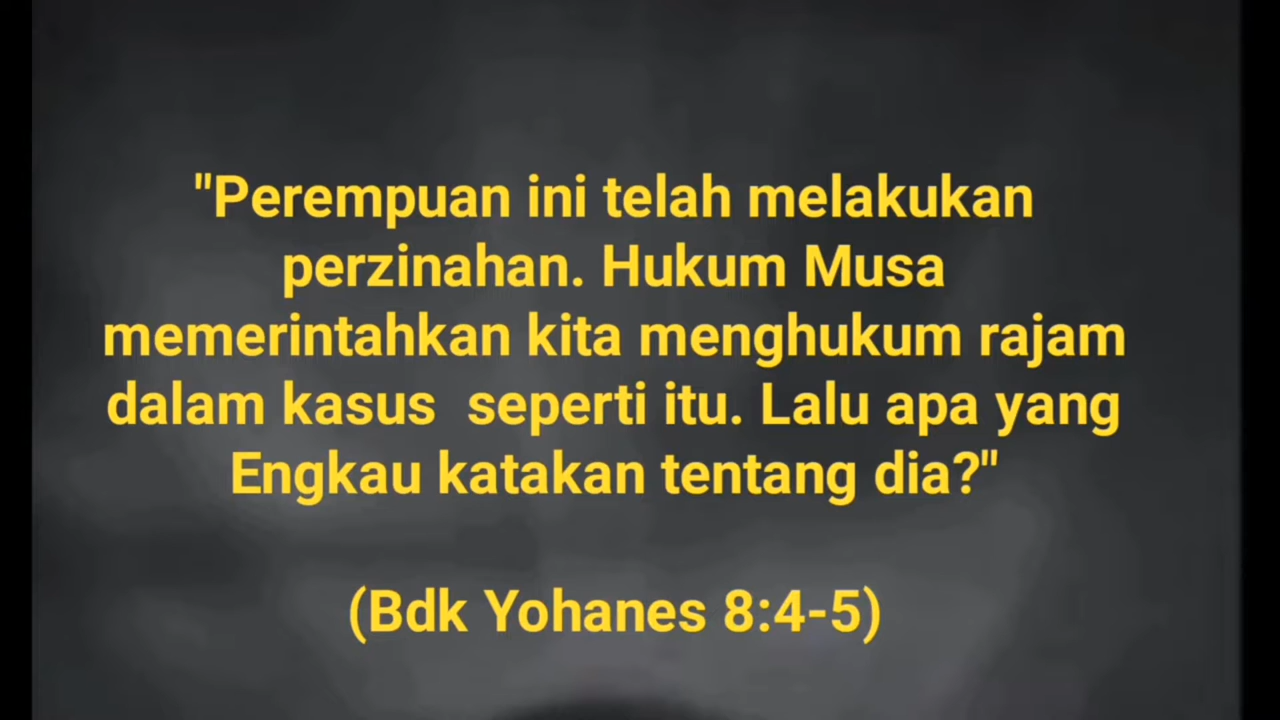 "Perempuan ini telah melakukan
perzinahan. Hukum Musa
memerintahkan kita menghukum rajam
dalam kasus  seperti itu. Lalu apa yang
Engkau katakan tentang dia?"
(Bdk Yohanes 8:4-5)